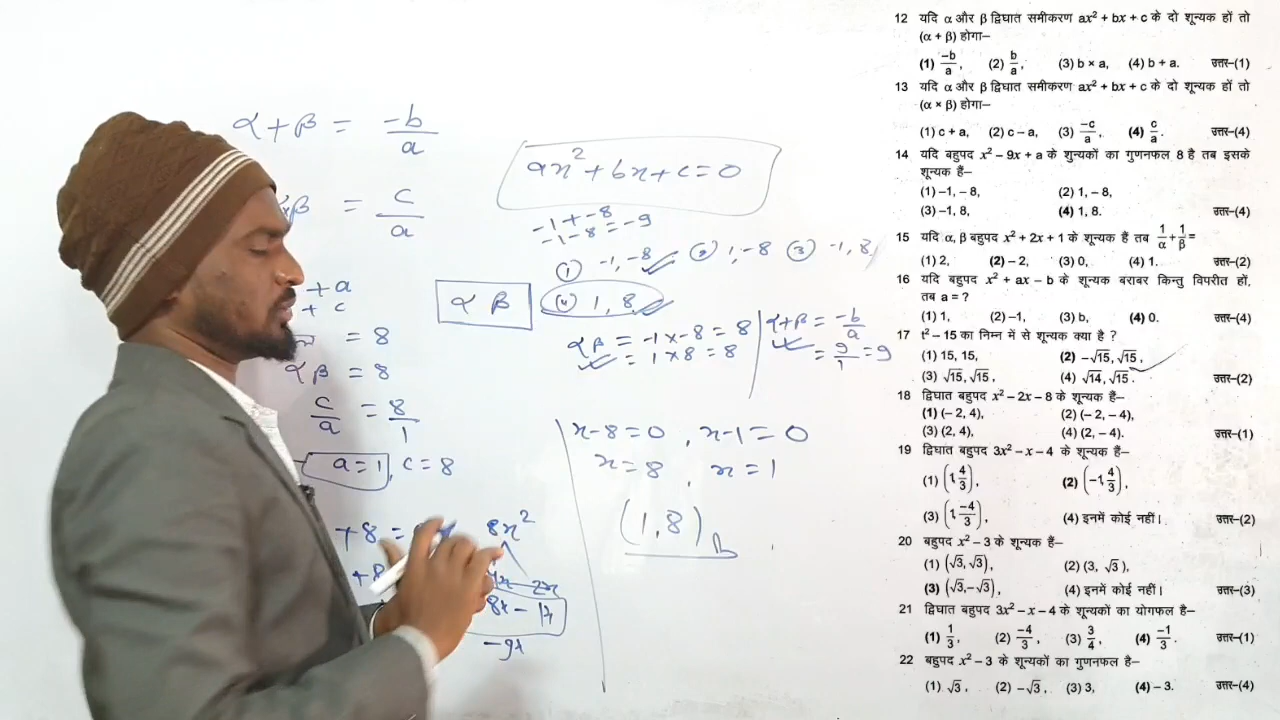 α+β = -b/a
αβ = c/a
+a
+c
= 8
αβ = 8
c/a = 8/1
a=1, c=8
+8 =
+8
ax²+bx+c=0
-1+-8
-1-8=-9
① -1,-8 ② 1,-8 ③ -1,8
αβ ④ 1,8
αβ = -1×-8 = 8
= 1×8 = 8
α+β = -b/a
= 9/1 = 9
8x²
-2x
8x - 1x
-9x
x-8=0, x-1=0
x=8, x=1
(1,8)
12 यदि α और β द्विघात समीकरण ax² + bx + c के दो शून्यक हों तो
(α + β) होगा–
(1) -b/a, (2) b/a, (3) b × a, (4) b + a. उत्तर–(1)
13 यदि α और β द्विघात समीकरण ax² + bx + c के दो शून्यक हों तो
(α × β) होगा–
(1) c + a, (2) c – a, (3) -c/a, (4) c/a. उत्तर–(4)
14 यदि बहुपद x² – 9x + a के शुन्यकों का गुणनफल 8 है तब इसके
शून्यक हैं–
(1) –1, – 8, (2) 1, – 8,
(3) –1, 8, (4) 1, 8. उत्तर–(4)
15 यदि α, β बहुपद x² + 2x + 1 के शून्यक हैं तब 1/α + 1/β =
(1) 2, (2) – 2, (3) 0, (4) 1. उत्तर–(2)
16 यदि बहुपद x² + ax – b के शून्यक बराबर किन्तु विपरीत हों,
तब a = ?
(1) 1, (2) –1, (3) b, (4) 0. उत्तर–(4)
17 t² – 15 का निम्न में से शून्यक क्या है ?
(1) 15, 15, (2) –√15, √15,
(3) √15, √15, (4) √14, √15. उत्तर–(2)
18 द्विघात बहुपद x² – 2x – 8 के शून्यक हैं–
(1) (– 2, 4), (2) (– 2, – 4),
(3) (2, 4), (4) (2, – 4). उत्तर–(1)
19 द्विघात बहुपद 3x² – x – 4 के शून्यक हैं–
(1) (1, 4/3), (2) (–1, 4/3),
(3) (1, -4/3), (4) इनमें कोई नहीं। उत्तर–(2)
20 बहुपद x² – 3 के शून्यक हैं–
(1) (√3, √3), (2) (3, √3),
(3) (√3, – √3), (4) इनमें कोई नहीं। उत्तर–(3)
21 द्विघात बहुपद 3x² – x – 4 के शून्यकों का योगफल है–
(1) 1/3, (2) -4/3, (3) 3/4, (4) -1/3. उत्तर–(1)
22 बहुपद x² – 3 के शून्यकों का गुणनफल है–
(1) √3, (2) – √3, (3) 3, (4) – 3. उत्तर–(4)